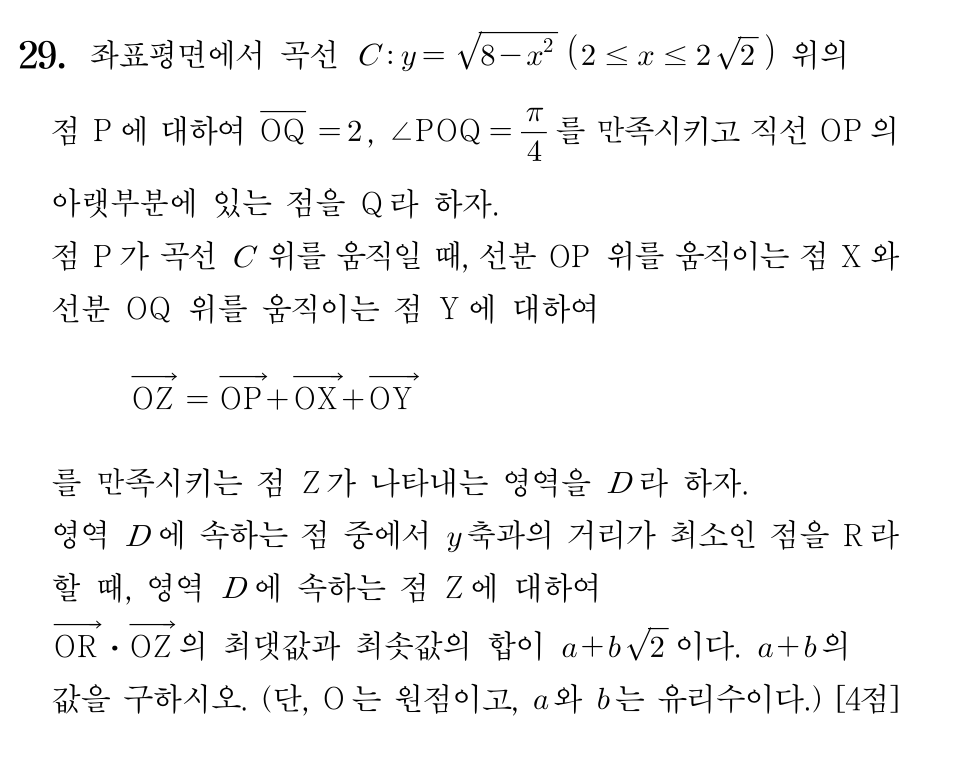 29. 좌표평면에서 곡선 C : y = √(8−x²) (2 ≤ x ≤ 2√2) 위의
점 P에 대하여 \overline{OQ} = 2, ∠POQ = π/4 를 만족시키고 직선 OP의
아랫부분에 있는 점을 Q라 하자.
점 P가 곡선 C 위를 움직일 때, 선분 OP 위를 움직이는 점 X와
선분 OQ 위를 움직이는 점 Y에 대하여
\overrightarrow{OZ} = \overrightarrow{OP} + \overrightarrow{OX} + \overrightarrow{OY}
를 만족시키는 점 Z가 나타내는 영역을 D라 하자.
영역 D에 속하는 점 중에서 y축과의 거리가 최소인 점을 R라
할 때, 영역 D에 속하는 점 Z에 대하여
\overrightarrow{OR} · \overrightarrow{OZ}의 최댓값과 최솟값의 합이 a+b√2 이다. a+b의
값을 구하시오. (단, O는 원점이고, a와 b는 유리수이다.) [4점]